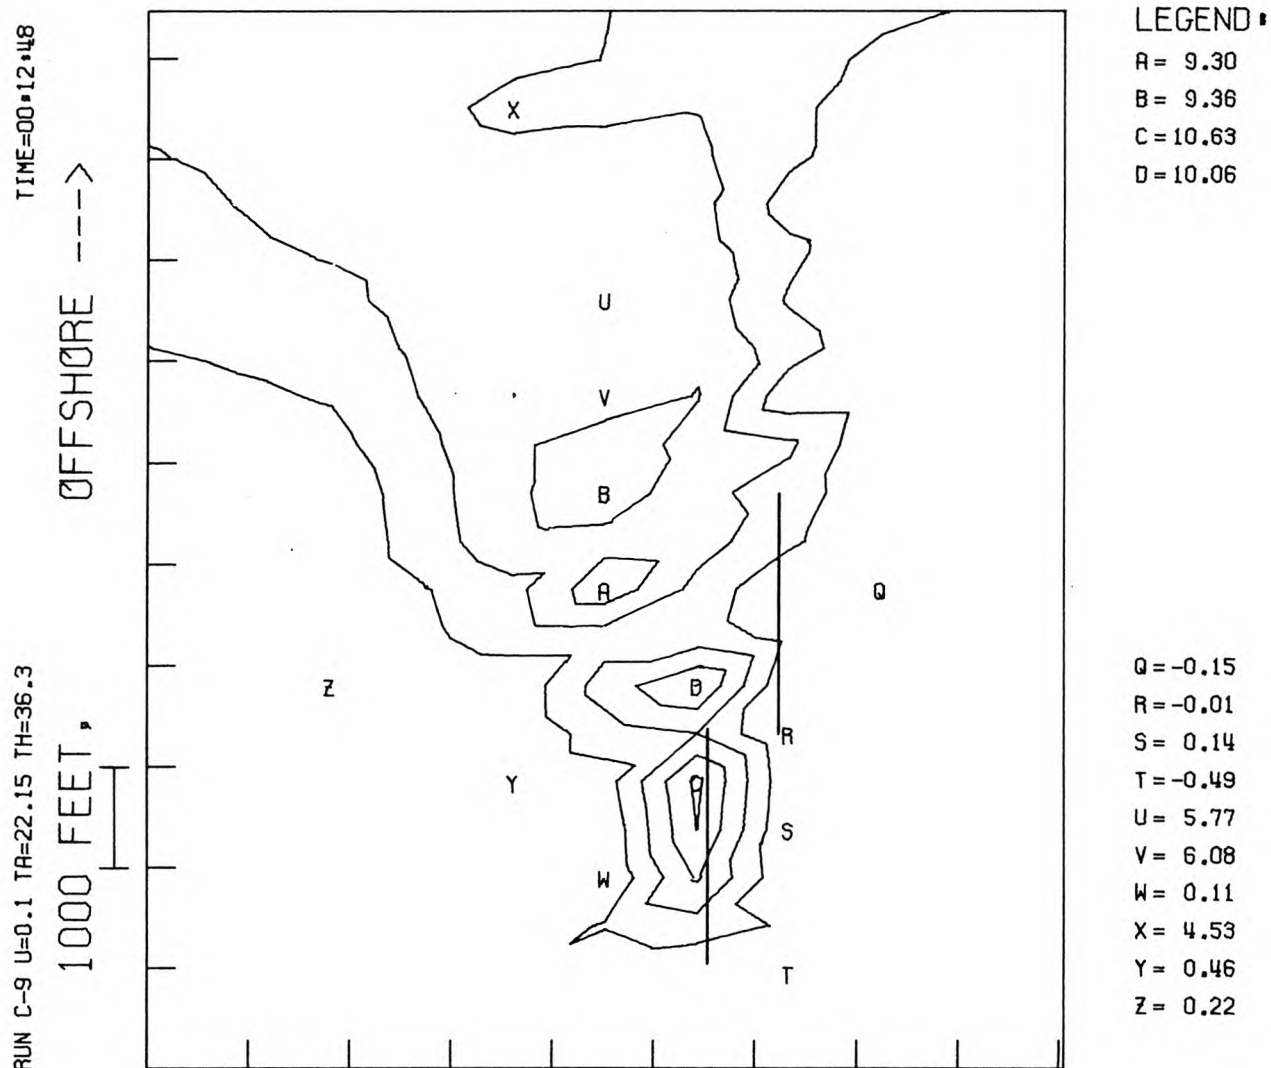 RUN C-9 U=0.1 TA=22.15 TH=36.3 TIME=00:12:48
1000 FEET. OFFSHORE ---->
X
U
V
B
A
Q
Z
D
R
Y
C
S
W
T
LEGEND:
A= 9.30
B= 9.36
C=10.63
D=10.06
Q=-0.15
R=-0.01
S= 0.14
T=-0.49
U= 5.77
V= 6.08
W= 0.11
X= 4.53
Y= 0.46
Z= 0.22